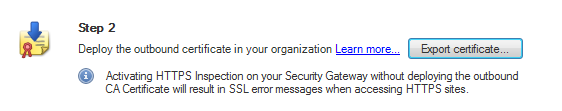 Step 2
Deploy the outbound certificate in your organization Learn more... Export certificate...
Activating HTTPS Inspection on your Security Gateway without deploying the outbound
CA Certificate will result in SSL error messages when accessing HTTPS sites.